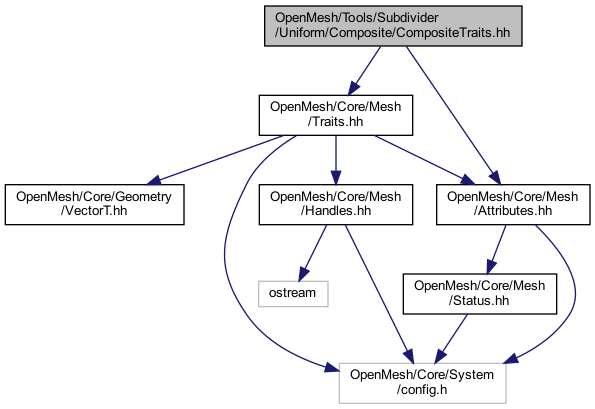 OpenMesh/Tools/Subdivider
/Uniform/Composite/CompositeTraits.hh
OpenMesh/Core/Mesh
/Traits.hh
OpenMesh/Core/Geometry
/VectorT.hh
OpenMesh/Core/Mesh
/Handles.hh
OpenMesh/Core/Mesh
/Attributes.hh
ostream
OpenMesh/Core/Mesh
/Status.hh
OpenMesh/Core/System
/config.h